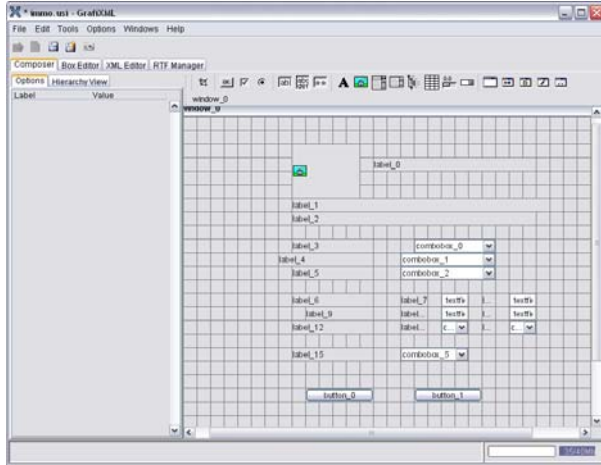 * immo.usi - GrafiXML
File Edit Tools Options Windows Help
Composer Box Editor XML Editor RTF Manager
Options Hierarchy View
Label Value
window_0
window_0
label_0
label_1
label_2
label_3 combobox_0
label_4 combobox_1
label_5 combobox_2
label_6 label_7 textfi l... textfi
label_9 label... textfi l... textfi
label_12 label... c... l... c...
label_15 combobox_5
button_0 button_1